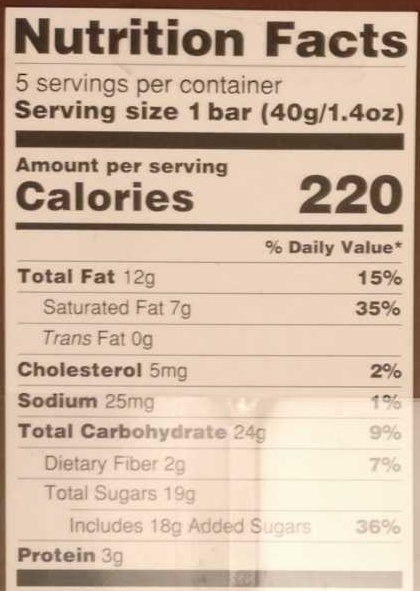 Nutrition Facts
5 servings per container
Serving size 1 bar (40g/1.4oz)
Amount per serving
Calories 220
% Daily Value*
Total Fat 12g 15%
Saturated Fat 7g 35%
Trans Fat 0g
Cholesterol 5mg 2%
Sodium 25mg 1%
Total Carbohydrate 24g 9%
Dietary Fiber 2g 7%
Total Sugars 19g
Includes 18g Added Sugars 36%
Protein 3g